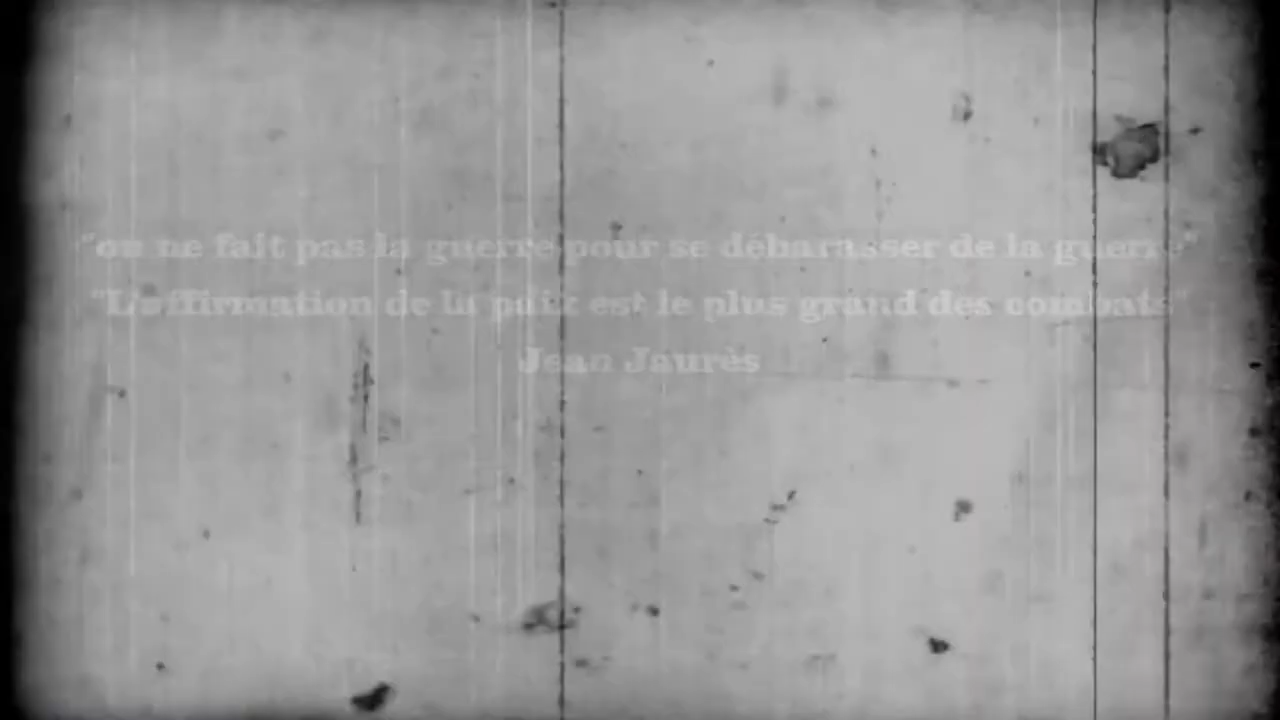 "on ne fait pas la guerre pour se débarasser de la guerre"
"L'affirmation de la paix est le plus grand des combats"
Jean Jaurès